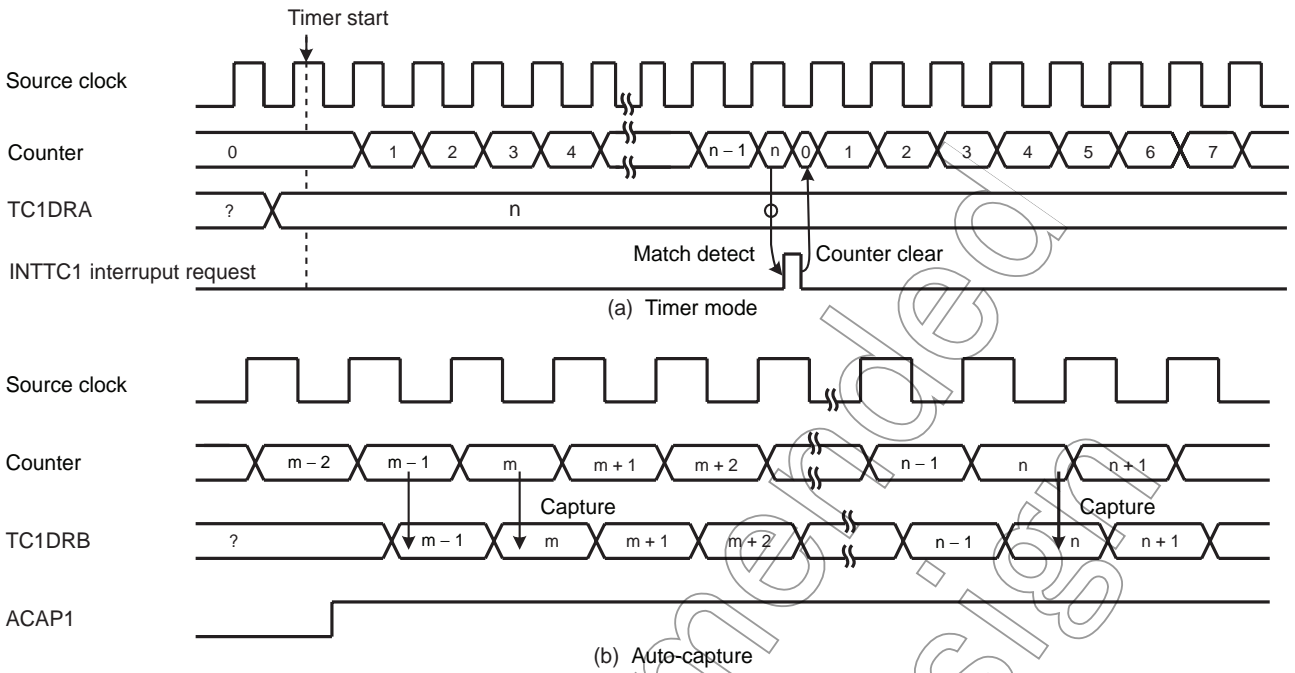 Timer start
Source clock
Counter
0 1 2 3 4 n – 1 n 0 1 2 3 4 5 6 7
TC1DRA
? n
Match detect Counter clear
INTTC1 interruput request
(a) Timer mode
Source clock
Counter
m – 2 m – 1 m m + 1 m + 2 n – 1 n n + 1
Capture Capture
TC1DRB
? m – 1 m m + 1 m + 2 n – 1 n n + 1
ACAP1
(b) Auto-capture